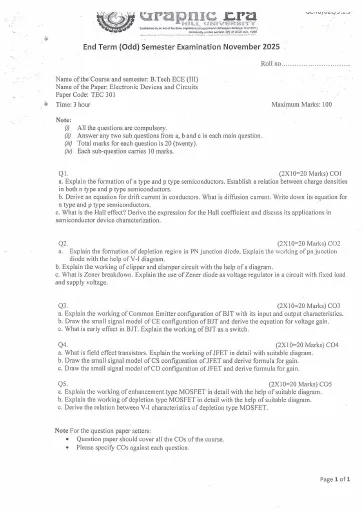 Graphic Era
HILL UNIVERSITY
End Term (Odd) Semester Examination November 2025
Roll no..................................
Name of the Course and semester: B.Tech ECE (III)
Name of the Paper: Electronic Devices and Circuits
Paper Code: TEC 301
Time: 3 hour Maximum Marks: 100
Note:
(i) All the questions are compulsory.
(ii) Answer any two sub questions from a, b and c in each main question.
(iii) Total marks for each question is 20 (twenty).
(iv) Each sub-question carries 10 marks.
Q1. (2X10=20 Marks) CO1
a. Explain the formation of n type and p type semiconductors. Establish a relation between charge densities
in both n type and p type semiconductors.
b. Derive an equation for drift current in conductors. What is diffusion current. Write down its equation for
n type and p type semiconductors.
c. What is the Hall effect? Derive the expression for the Hall coefficient and discuss its applications in
semiconductor device characterization.
Q2. (2X10=20 Marks) CO2
a. Explain the formation of depletion region in PN junction diode. Explain the working of pn junction
diode with the help of V-I diagram.
b. Explain the working of clipper and clamper circuit with the help of a diagram.
c. What is Zener breakdown. Explain the use of Zener diode as voltage regulator in a circuit with fixed load
and supply voltage.
Q3. (2X10=20 Marks) CO3
a. Explain the working of Common Emitter configuration of BJT with its input and output characteristics.
b. Draw the small signal model of CE configuration of BJT and derive the equation for voltage gain.
c. What is early effect in BJT. Explain the working of BJT as a switch.
Q4. (2X10=20 Marks) CO4
a. What is field effect transistors. Explain the working of JFET in detail with suitable diagram.
b. Draw the small signal model of CS configuration of JFET and derive formula for gain.
c. Draw the small signal model of CD configuration of JFET and derive formula for gain.
Q5. (2X10=20 Marks) CO5
a. Explain the working of enhancement type MOSFET in detail with the help of suitable diagram.
b. Explain the working of depletion type MOSFET in detail with the help of suitable diagram.
c. Derive the relation between V-I characteristics of depletion type MOSFET.
Note For the question paper setters:
• Question paper should cover all the COs of the course.
• Please specify COs against each question.
Page 1 of 1